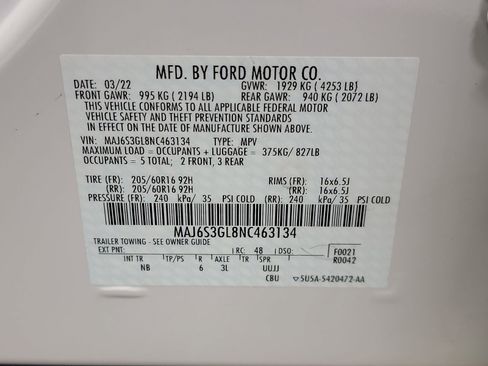 MFD. BY FORD MOTOR CO.
DATE: 03/22 GVWR: 1929 KG ( 4253 LB)
FRONT GAWR: 995 KG ( 2194 LB) REAR GAWR: 940 KG ( 2072 LB)
THIS VEHICLE CONFORMS TO ALL APPLICABLE FEDERAL MOTOR
VEHICLE SAFETY AND THEFT PREVENTION STANDARDS
IN EFFECT ON THE DATE OF MANUFACTURE SHOWN ABOVE.
VIN: MAJ6S3GL8NC463134 TYPE: MPV
MAXIMUM LOAD = OCCUPANTS + LUGGAGE = 375KG/ 827LB
OCCUPANTS = 5 TOTAL; 2 FRONT, 3 REAR
TIRE (FR): 205/60R16 92H RIMS (FR): 16x6.5J
(RR): 205/60R16 92H (RR): 16x6.5J
PRESSURE (FR): 240 kPa/ 35 PSI COLD (RR): 240 kPa/ 35 PSI COLD
MAJ6S3GL8NC463134
TRAILER TOWING - SEE OWNER GUIDE
EXT PNT: RC: 48 DSO: F0021
R0042
INT TR TP/PS R AXLE TR SPR
NB 6 3L UUJJ
CBU 5U5A-5420472-AA